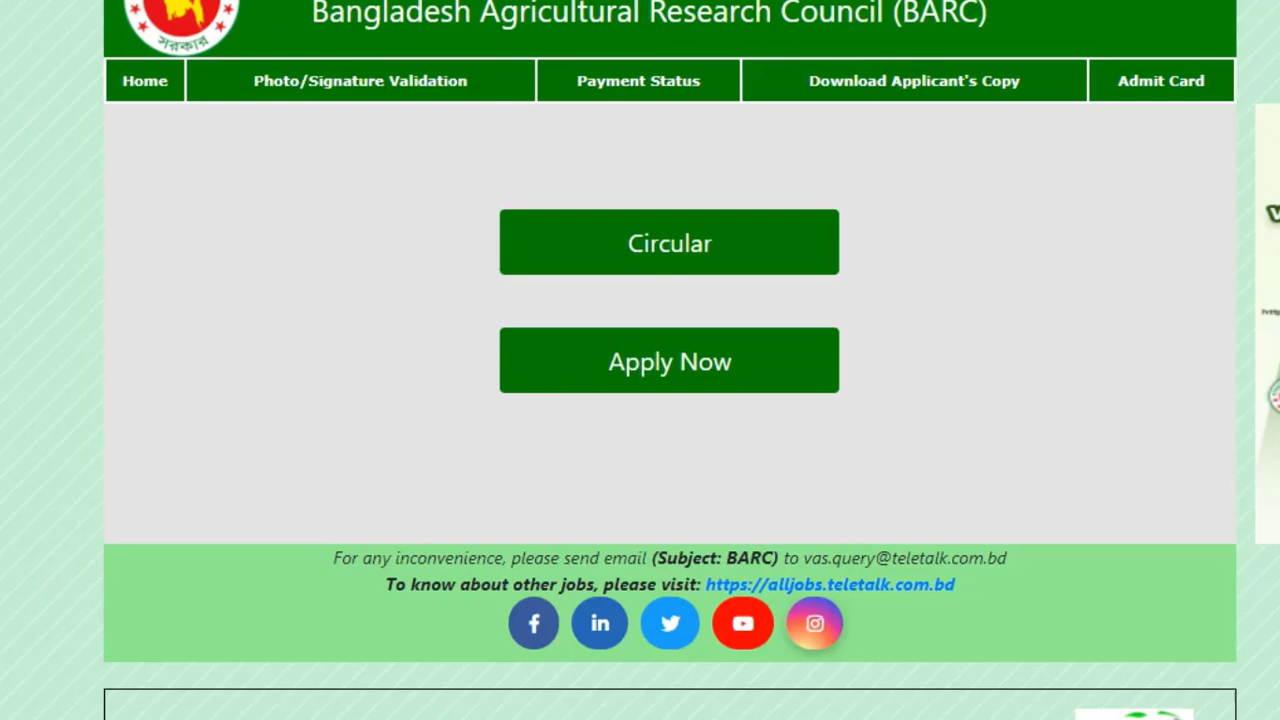 Bangladesh Agricultural Research Council (BARC)
সরকার
Home
Photo/Signature Validation
Payment Status
Download Applicant's Copy
Admit Card
Circular
Apply Now
For any inconvenience, please send email (Subject: BARC) to vas.query@teletalk.com.bd
To know about other jobs, please visit: https://alljobs.teletalk.com.bd
in